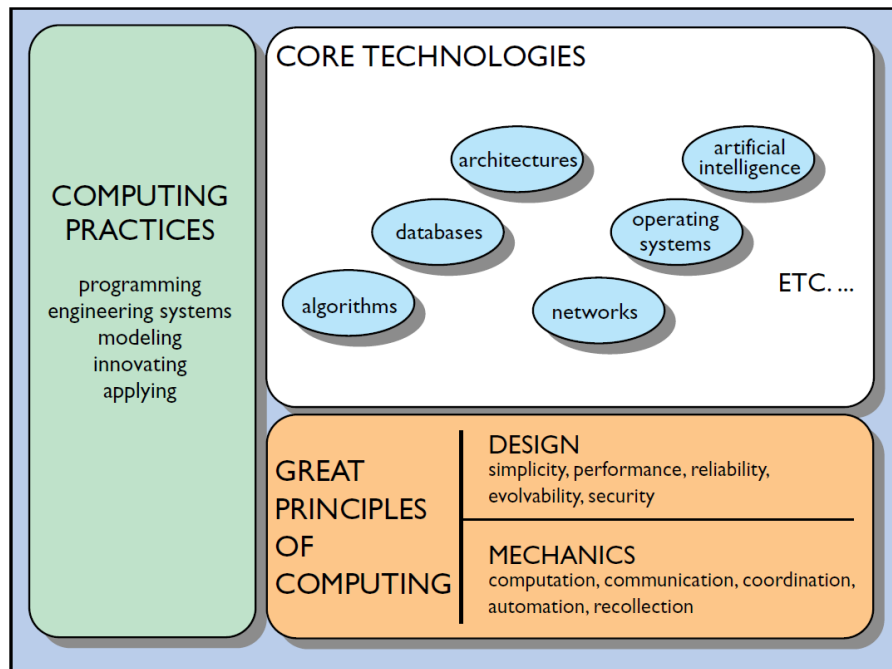 COMPUTING
PRACTICES
programming
engineering systems
modeling
innovating
applying
CORE TECHNOLOGIES
architectures
artificial
intelligence
databases
operating
systems
algorithms
networks
ETC. ...
GREAT
PRINCIPLES
OF
COMPUTING
DESIGN
simplicity, performance, reliability,
evolvability, security
MECHANICS
computation, communication, coordination,
automation, recollection